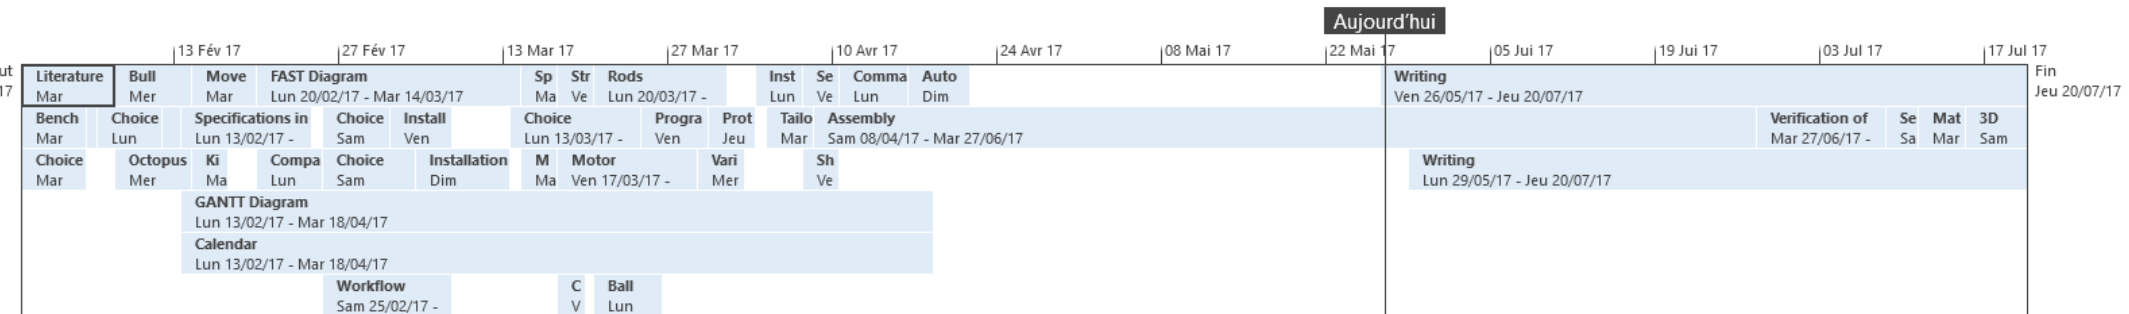 Aujourd'hui
13 Fév 17 27 Fév 17 13 Mar 17 27 Mar 17 10 Avr 17 24 Avr 17 08 Mai 17 22 Mai 17 05 Jui 17 19 Jui 17 03 Jul 17 17 Jul 17
ut Literature Bull Move FAST Diagram Sp Str Rods Inst Se Comma Auto Writing Fin
17 Mar Mer Mar Lun 20/02/17 - Mar 14/03/17 Ma Ve Lun 20/03/17 - Lun Ve Lun Dim Ven 26/05/17 - Jeu 20/07/17 Jeu 20/07/17
Bench Choice Specifications in Choice Install Choice Progra Prot Tailo Assembly Verification of Se Mat 3D
Mar Lun Lun 13/02/17 - Sam Ven Lun 13/03/17 - Ven Jeu Mar Sam 08/04/17 - Mar 27/06/17 Mar 27/06/17 - Sa Mar Sam
Choice Octopus Ki Compa Choice Installation M Motor Vari Sh Writing
Mar Mer Ma Lun Sam Dim Ma Ven 17/03/17 - Mer Ve Lun 29/05/17 - Jeu 20/07/17
GANTT Diagram
Lun 13/02/17 - Mar 18/04/17
Calendar
Lun 13/02/17 - Mar 18/04/17
Workflow C Ball
Sam 25/02/17 - V Lun